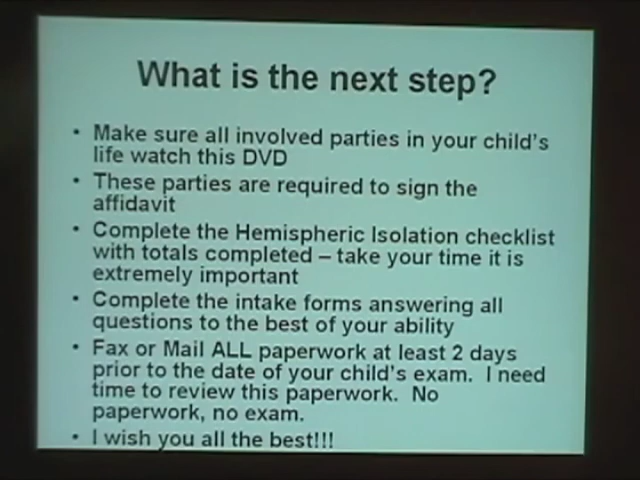 What is the next step?
• Make sure all involved parties in your child's
life watch this DVD
• These parties are required to sign the
affidavit
• Complete the Hemispheric Isolation checklist
with totals completed – take your time it is
extremely important
• Complete the intake forms answering all
questions to the best of your ability
• Fax or Mail ALL paperwork at least 2 days
prior to the date of your child's exam.  I need
time to review this paperwork.  No
paperwork, no exam.
• I wish you all the best!!!